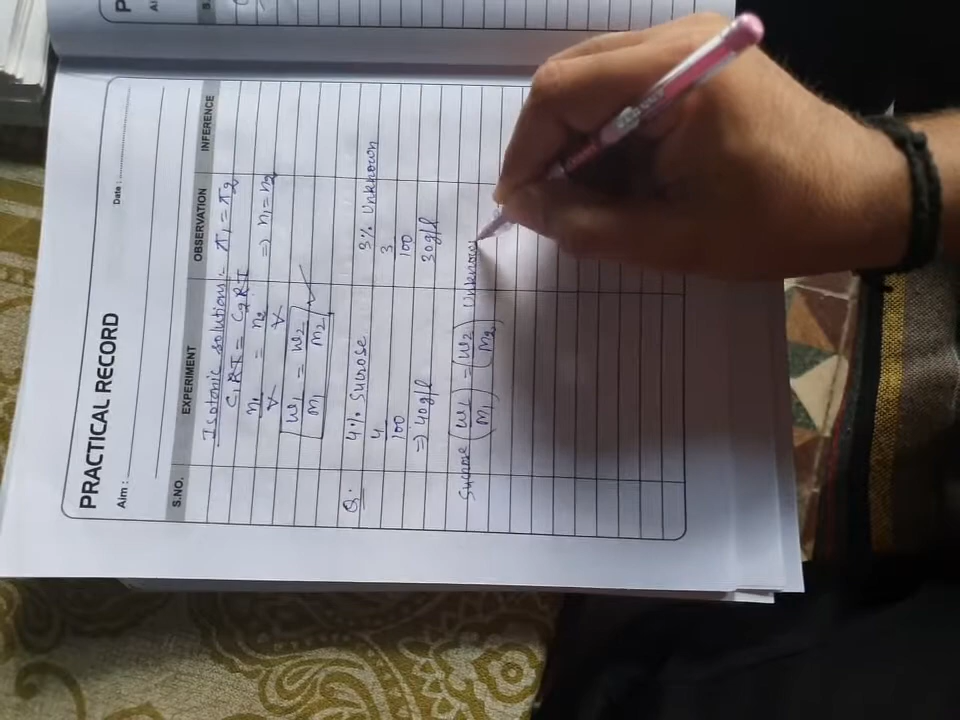 PRACTICAL RECORD
Aim : Date :
S.NO. EXPERIMENT OBSERVATION INFERENCE
Isotonic solutions:- π1 = π2
C1RT = C2RT
n1/V = n2/V => n1 = n2
w1/M1 = w2/M2
Q: 4% Sucrose 3% Unknown
4/100 3/100
=> 40g/l 30g/l
Sucrose (w1/M1) = (w2/M2) Unknown